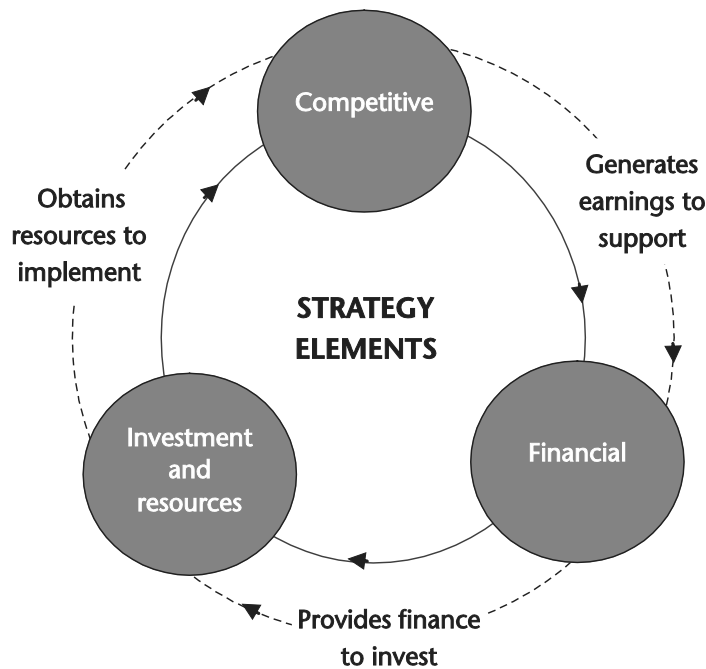 Competitive
Generates
earnings to
support
Obtains
resources to
implement
STRATEGY
ELEMENTS
Investment
and
resources
Financial
Provides finance
to invest